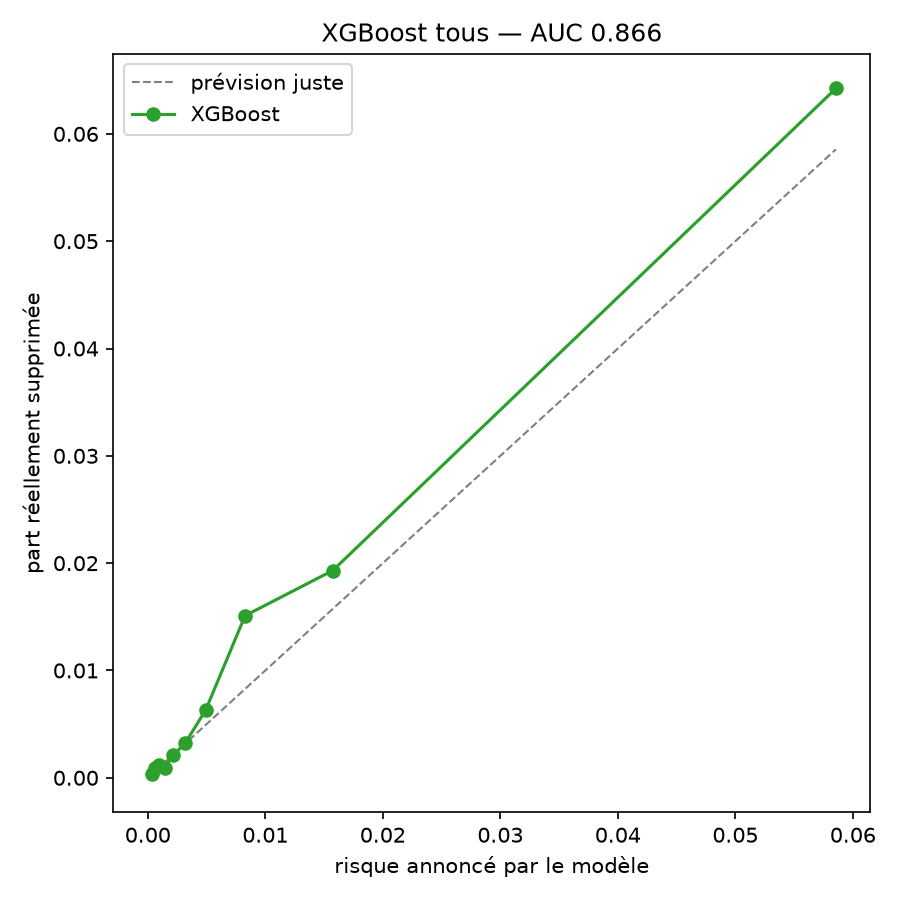 XGBoost tous — AUC 0.866
prévision juste
XGBoost
0.06
0.05
0.04
0.03
0.02
0.01
0.00
part réellement supprimée
0.00 0.01 0.02 0.03 0.04 0.05 0.06
risque annoncé par le modèle